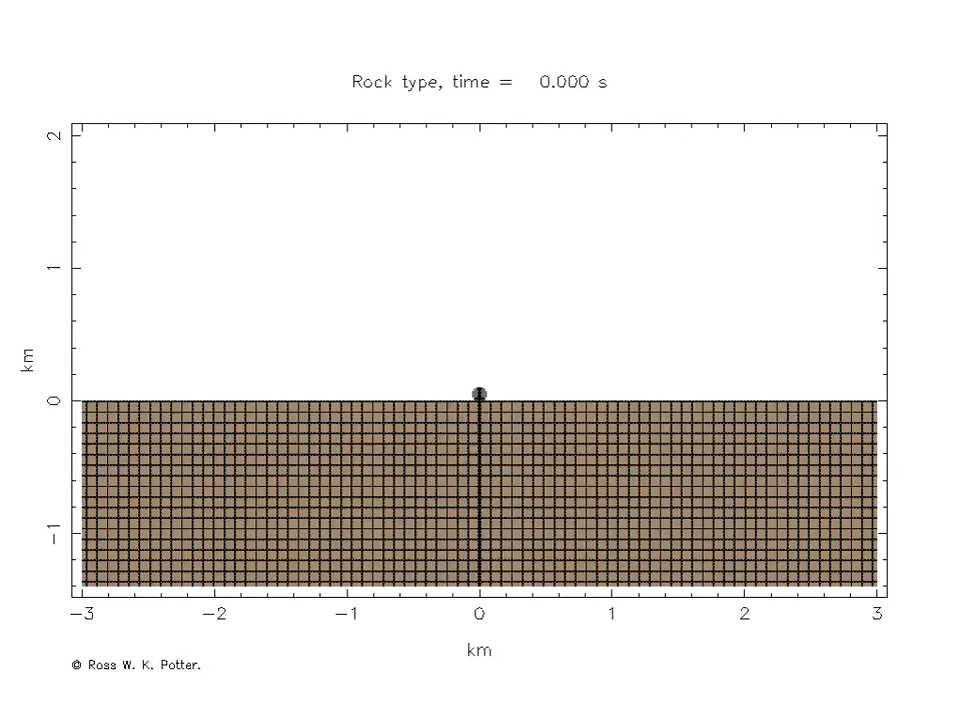 Rock type, time = 0.000 s
2
1
km
0
−1
−3 −2 −1 0 1 2 3
km
© Ross W. K. Potter.